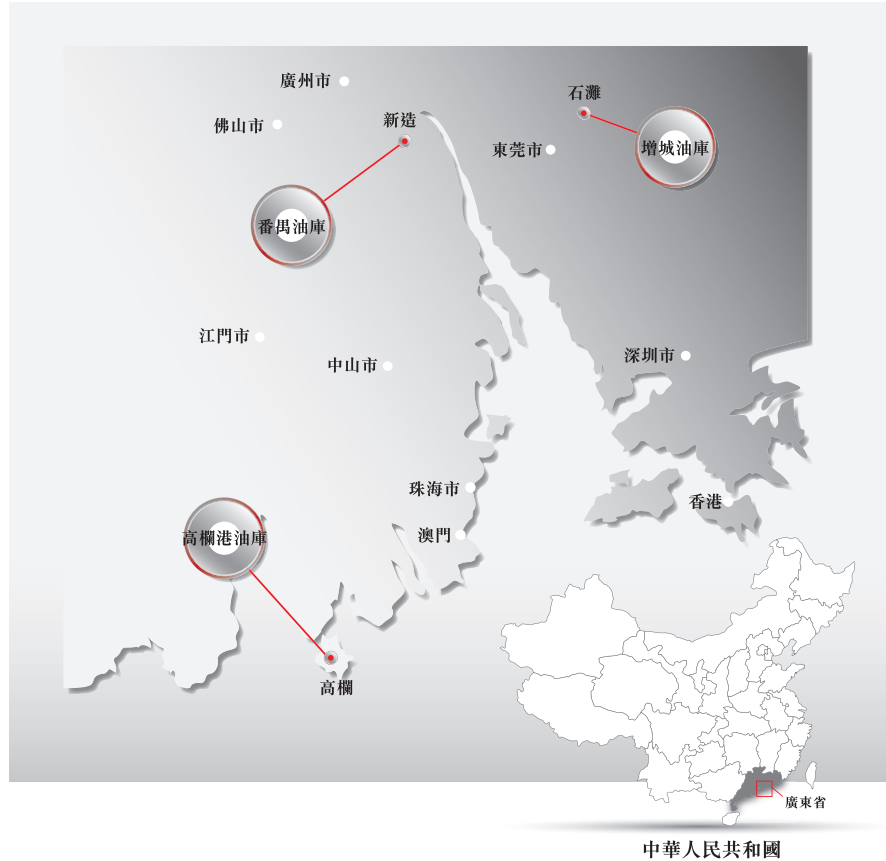 廣州市
石灘
新造
佛山市
增城油庫
東莞市
番禺油庫
江門市
深圳市
中山市
珠海市
香港
澳門
高欄港油庫
高欄
廣東省
中華人民共和國